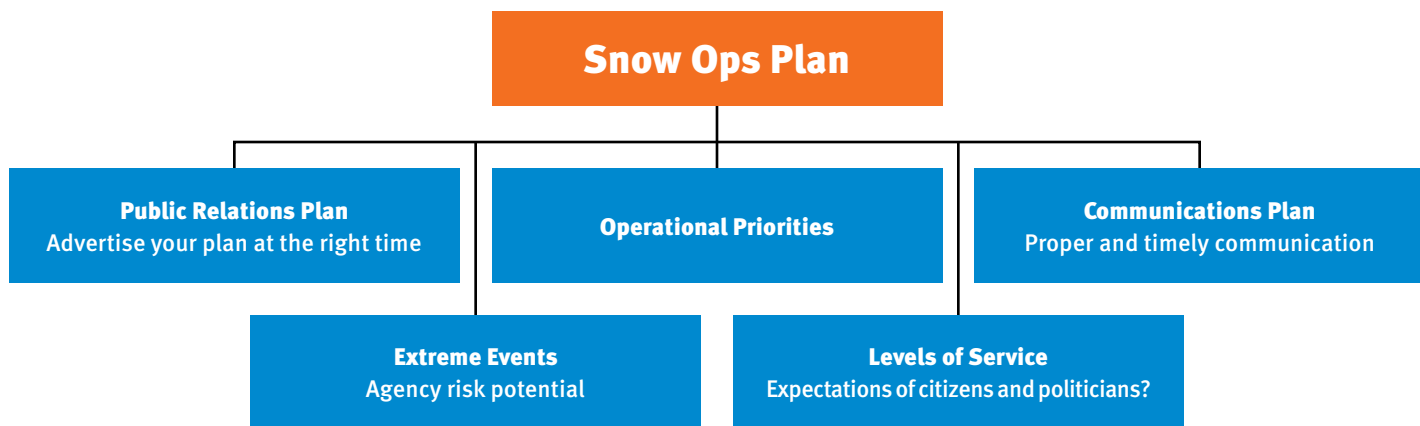 Snow Ops Plan
Public Relations Plan
Advertise your plan at the right time
Operational Priorities
Communications Plan
Proper and timely communication
Extreme Events
Agency risk potential
Levels of Service
Expectations of citizens and politicians?